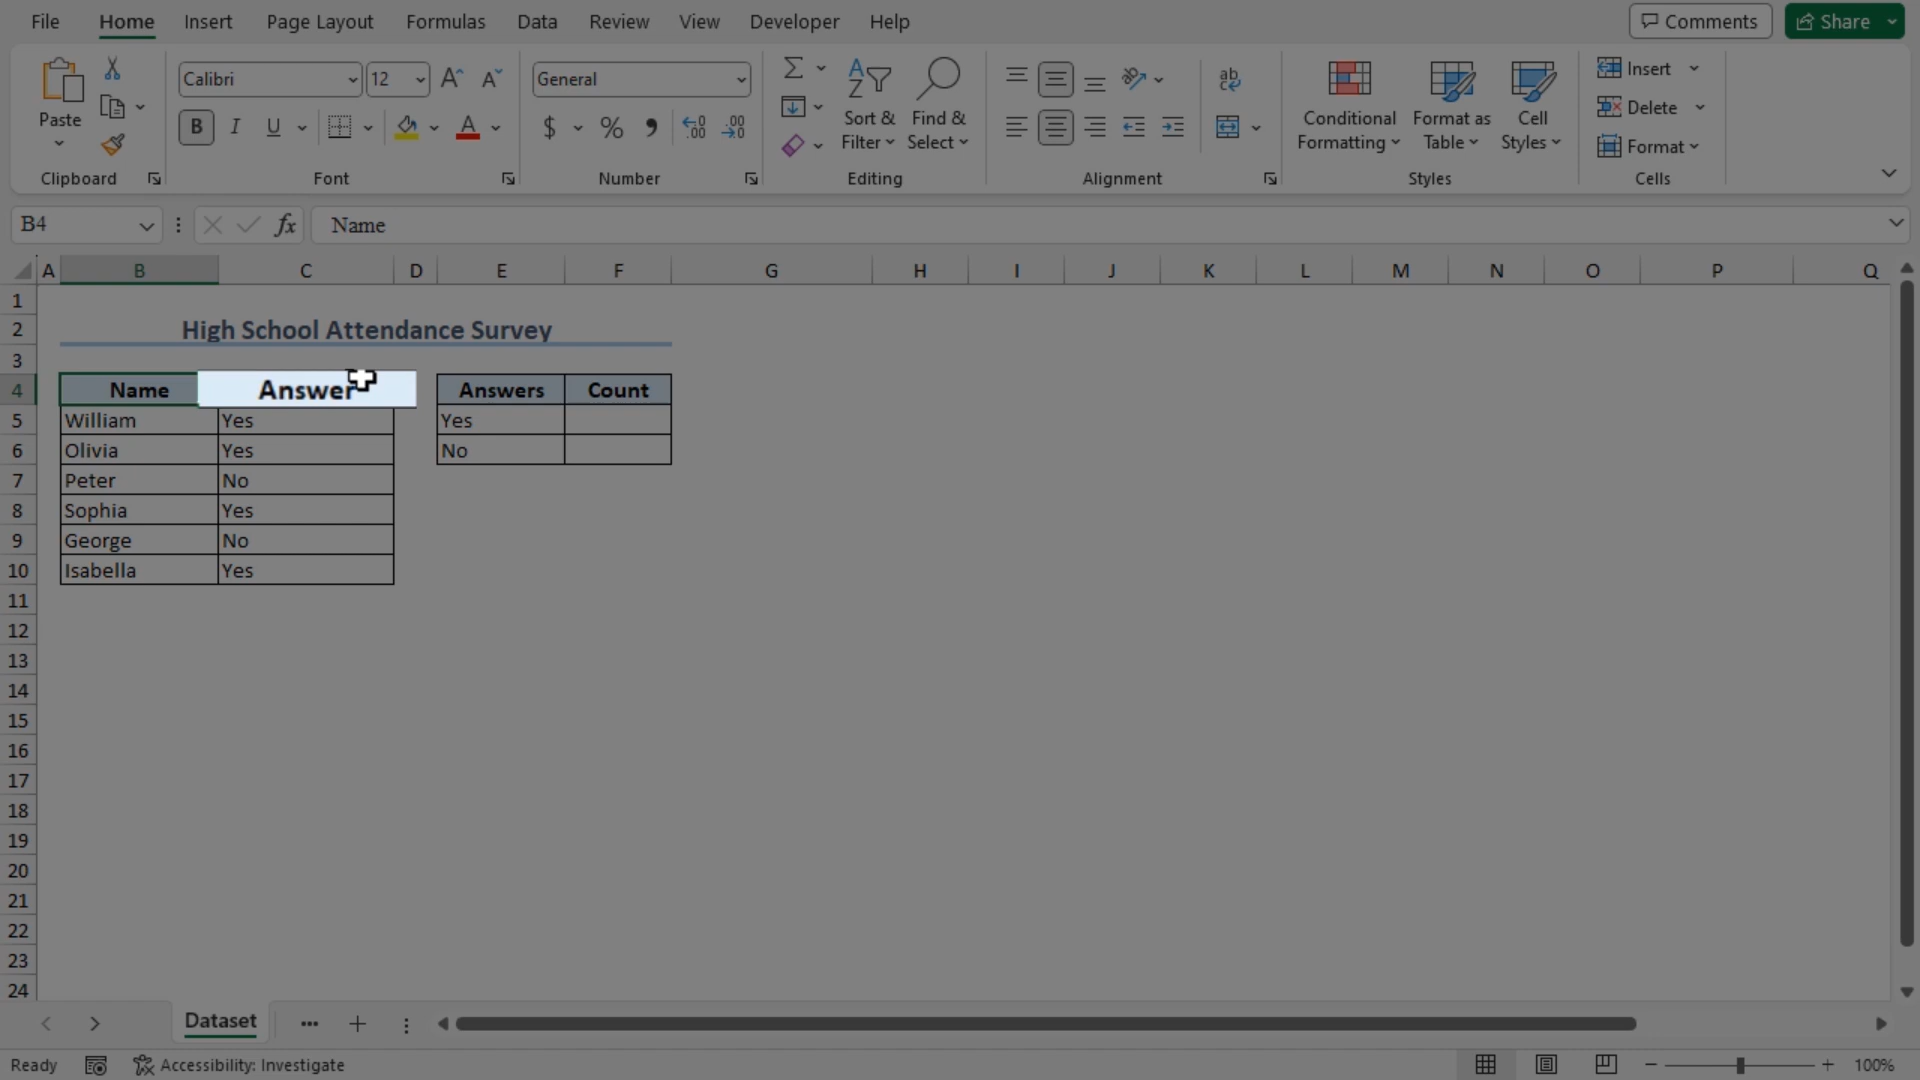 File Home Insert Page Layout Formulas Data Review View Developer Help Comments Share
Paste
Clipboard
Calibri 12
B I U A
Font
General
$ % 9
Number
Sort & Filter
Find & Select
Editing
ab
Alignment
Conditional Formatting
Format as Table
Cell Styles
Styles
Insert
Delete
Format
Cells
B4 fx Name
A B C D E F G H I J K L M N O P Q
1
2 High School Attendance Survey
3
4 Name Answer Answers Count
5 William Yes Yes
6 Olivia Yes No
7 Peter No
8 Sophia Yes
9 George No
10 Isabella Yes
11
12
13
14
15
16
17
18
19
20
21
22
23
24
Dataset ...
Ready Accessibility: Investigate 100%